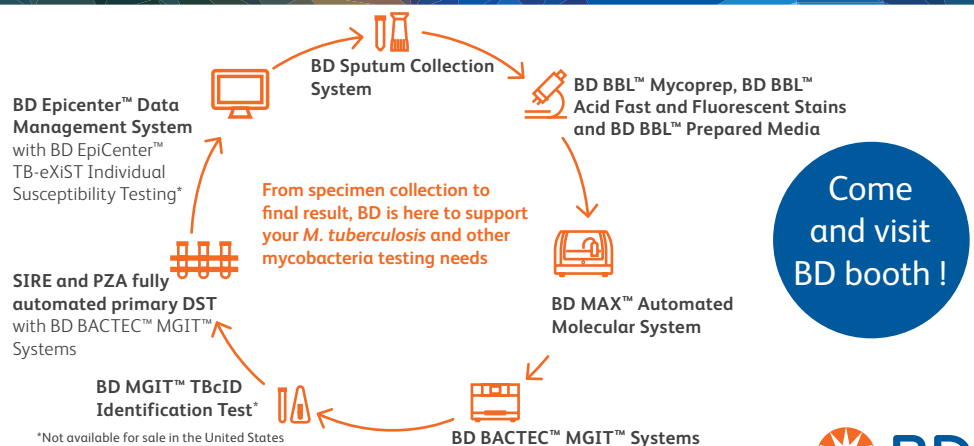 BD Sputum Collection
System
BD BBL™ Mycoprep, BD BBL™
Acid Fast and Fluorescent Stains
and BD BBL™ Prepared Media
BD MAX™ Automated
Molecular System
BD BACTEC™ MGIT™ Systems
BD MGIT™ TBcID
Identification Test*
SIRE and PZA fully
automated primary DST
with BD BACTEC™ MGIT™
Systems
BD Epicenter™ Data
Management System
with BD EpiCenter™
TB-eXiST Individual
Susceptibility Testing*
From specimen collection to
final result, BD is here to support
your M. tuberculosis and other
mycobacteria testing needs
Come
and visit
BD booth !
*Not available for sale in the United States
BD